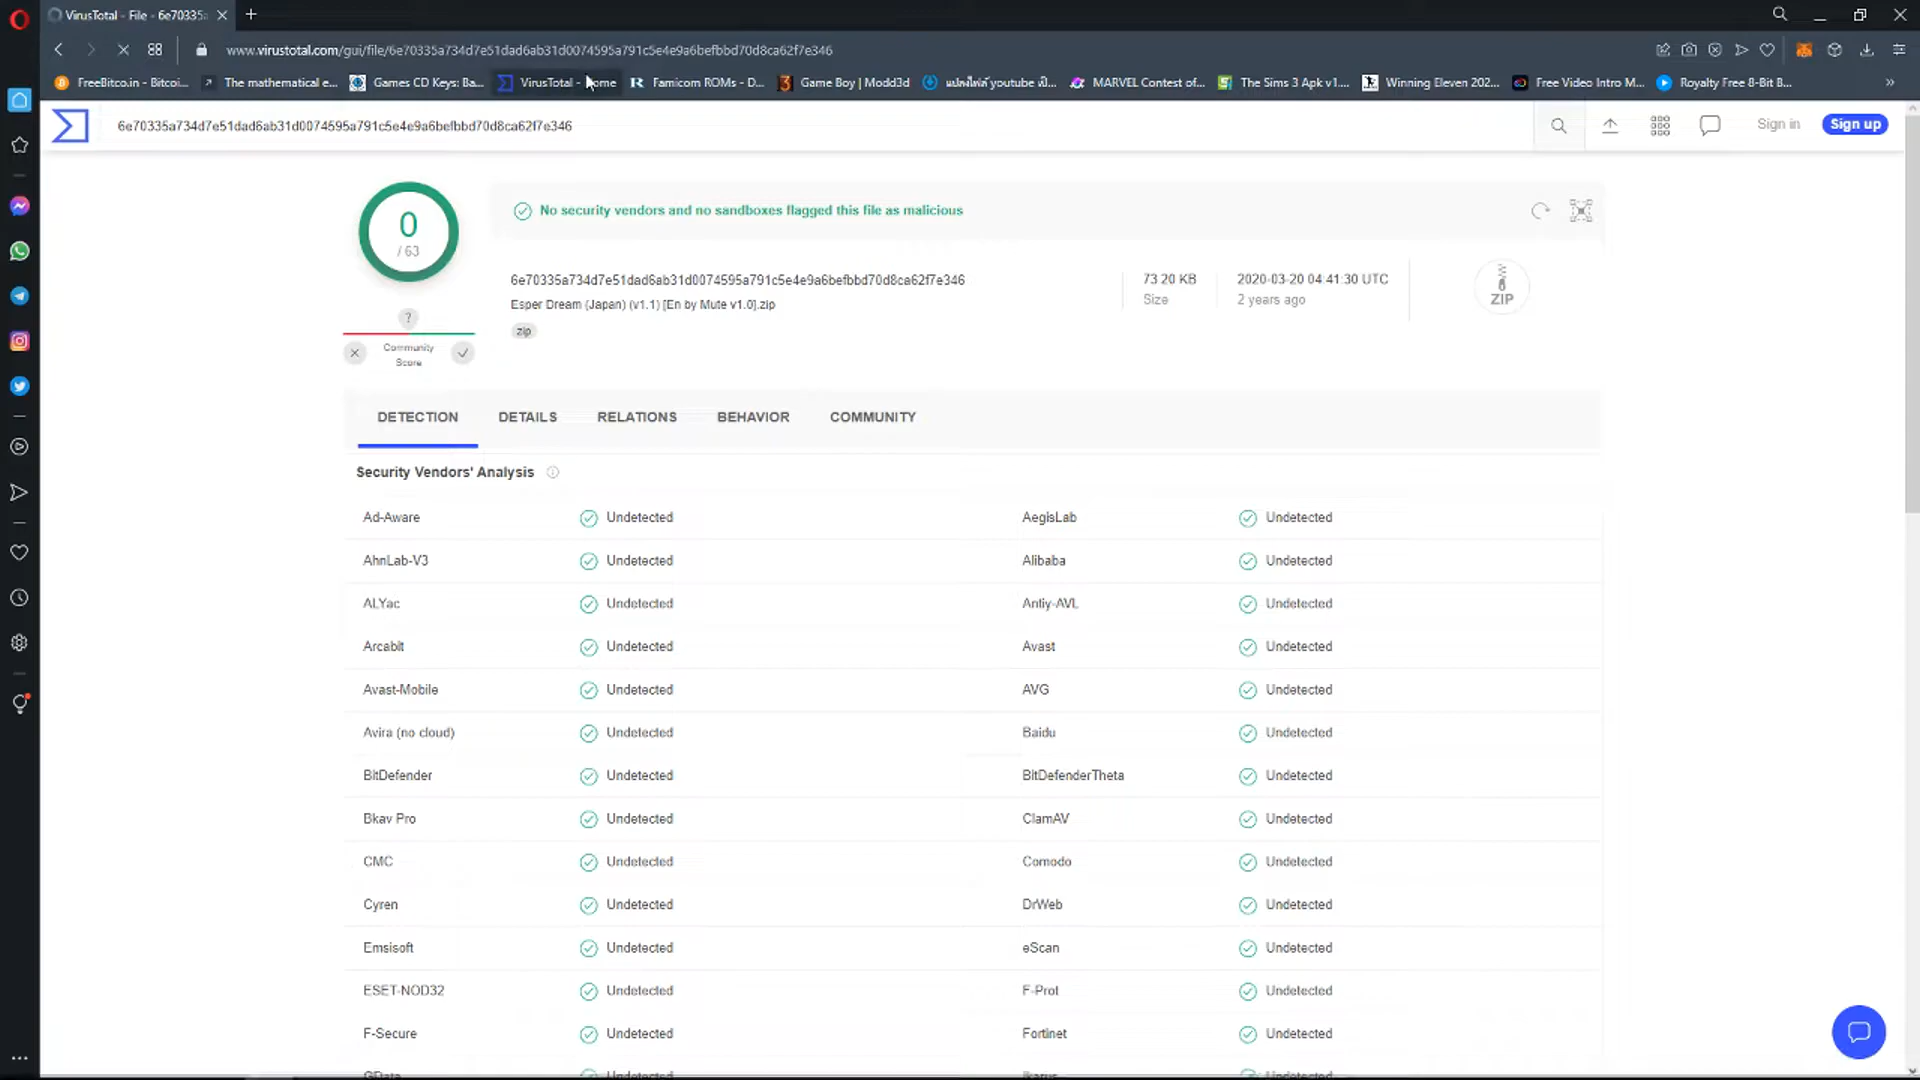 VirusTotal - File - 6e70335a
www.virustotal.com/gui/file/6e70335a734d7e51dad6ab31d0074595a791c5e4e9a6befbbd70d8ca62f7e346
FreeBitco.in - Bitcoi... The mathematical e... Games CD Keys: Ba... VirusTotal - Home Famicom ROMs - D... Game Boy | Modd3d youtube MARVEL Contest of... The Sims 3 Apk v1.... Winning Eleven 202... Free Video Intro M... Royalty Free 8-Bit B...
6e70335a734d7e51dad6ab31d0074595a791c5e4e9a6befbbd70d8ca62f7e346 Sign in Sign up
0
/ 63
No security vendors and no sandboxes flagged this file as malicious
6e70335a734d7e51dad6ab31d0074595a791c5e4e9a6befbbd70d8ca62f7e346
Esper Dream (Japan) (v1.1) [En by Mute v1.0].zip
zip
73.20 KB
Size
2020-03-20 04:41:30 UTC
2 years ago
ZIP
?
Community
Score
DETECTION DETAILS RELATIONS BEHAVIOR COMMUNITY
Security Vendors' Analysis
Ad-Aware Undetected AegisLab Undetected
AhnLab-V3 Undetected Alibaba Undetected
ALYac Undetected Antiy-AVL Undetected
Arcabit Undetected Avast Undetected
Avast-Mobile Undetected AVG Undetected
Avira (no cloud) Undetected Baidu Undetected
BitDefender Undetected BitDefenderTheta Undetected
Bkav Pro Undetected ClamAV Undetected
CMC Undetected Comodo Undetected
Cyren Undetected DrWeb Undetected
Emsisoft Undetected eScan Undetected
ESET-NOD32 Undetected F-Prot Undetected
F-Secure Undetected Fortinet Undetected
GData Undetected Ikarus Undetected